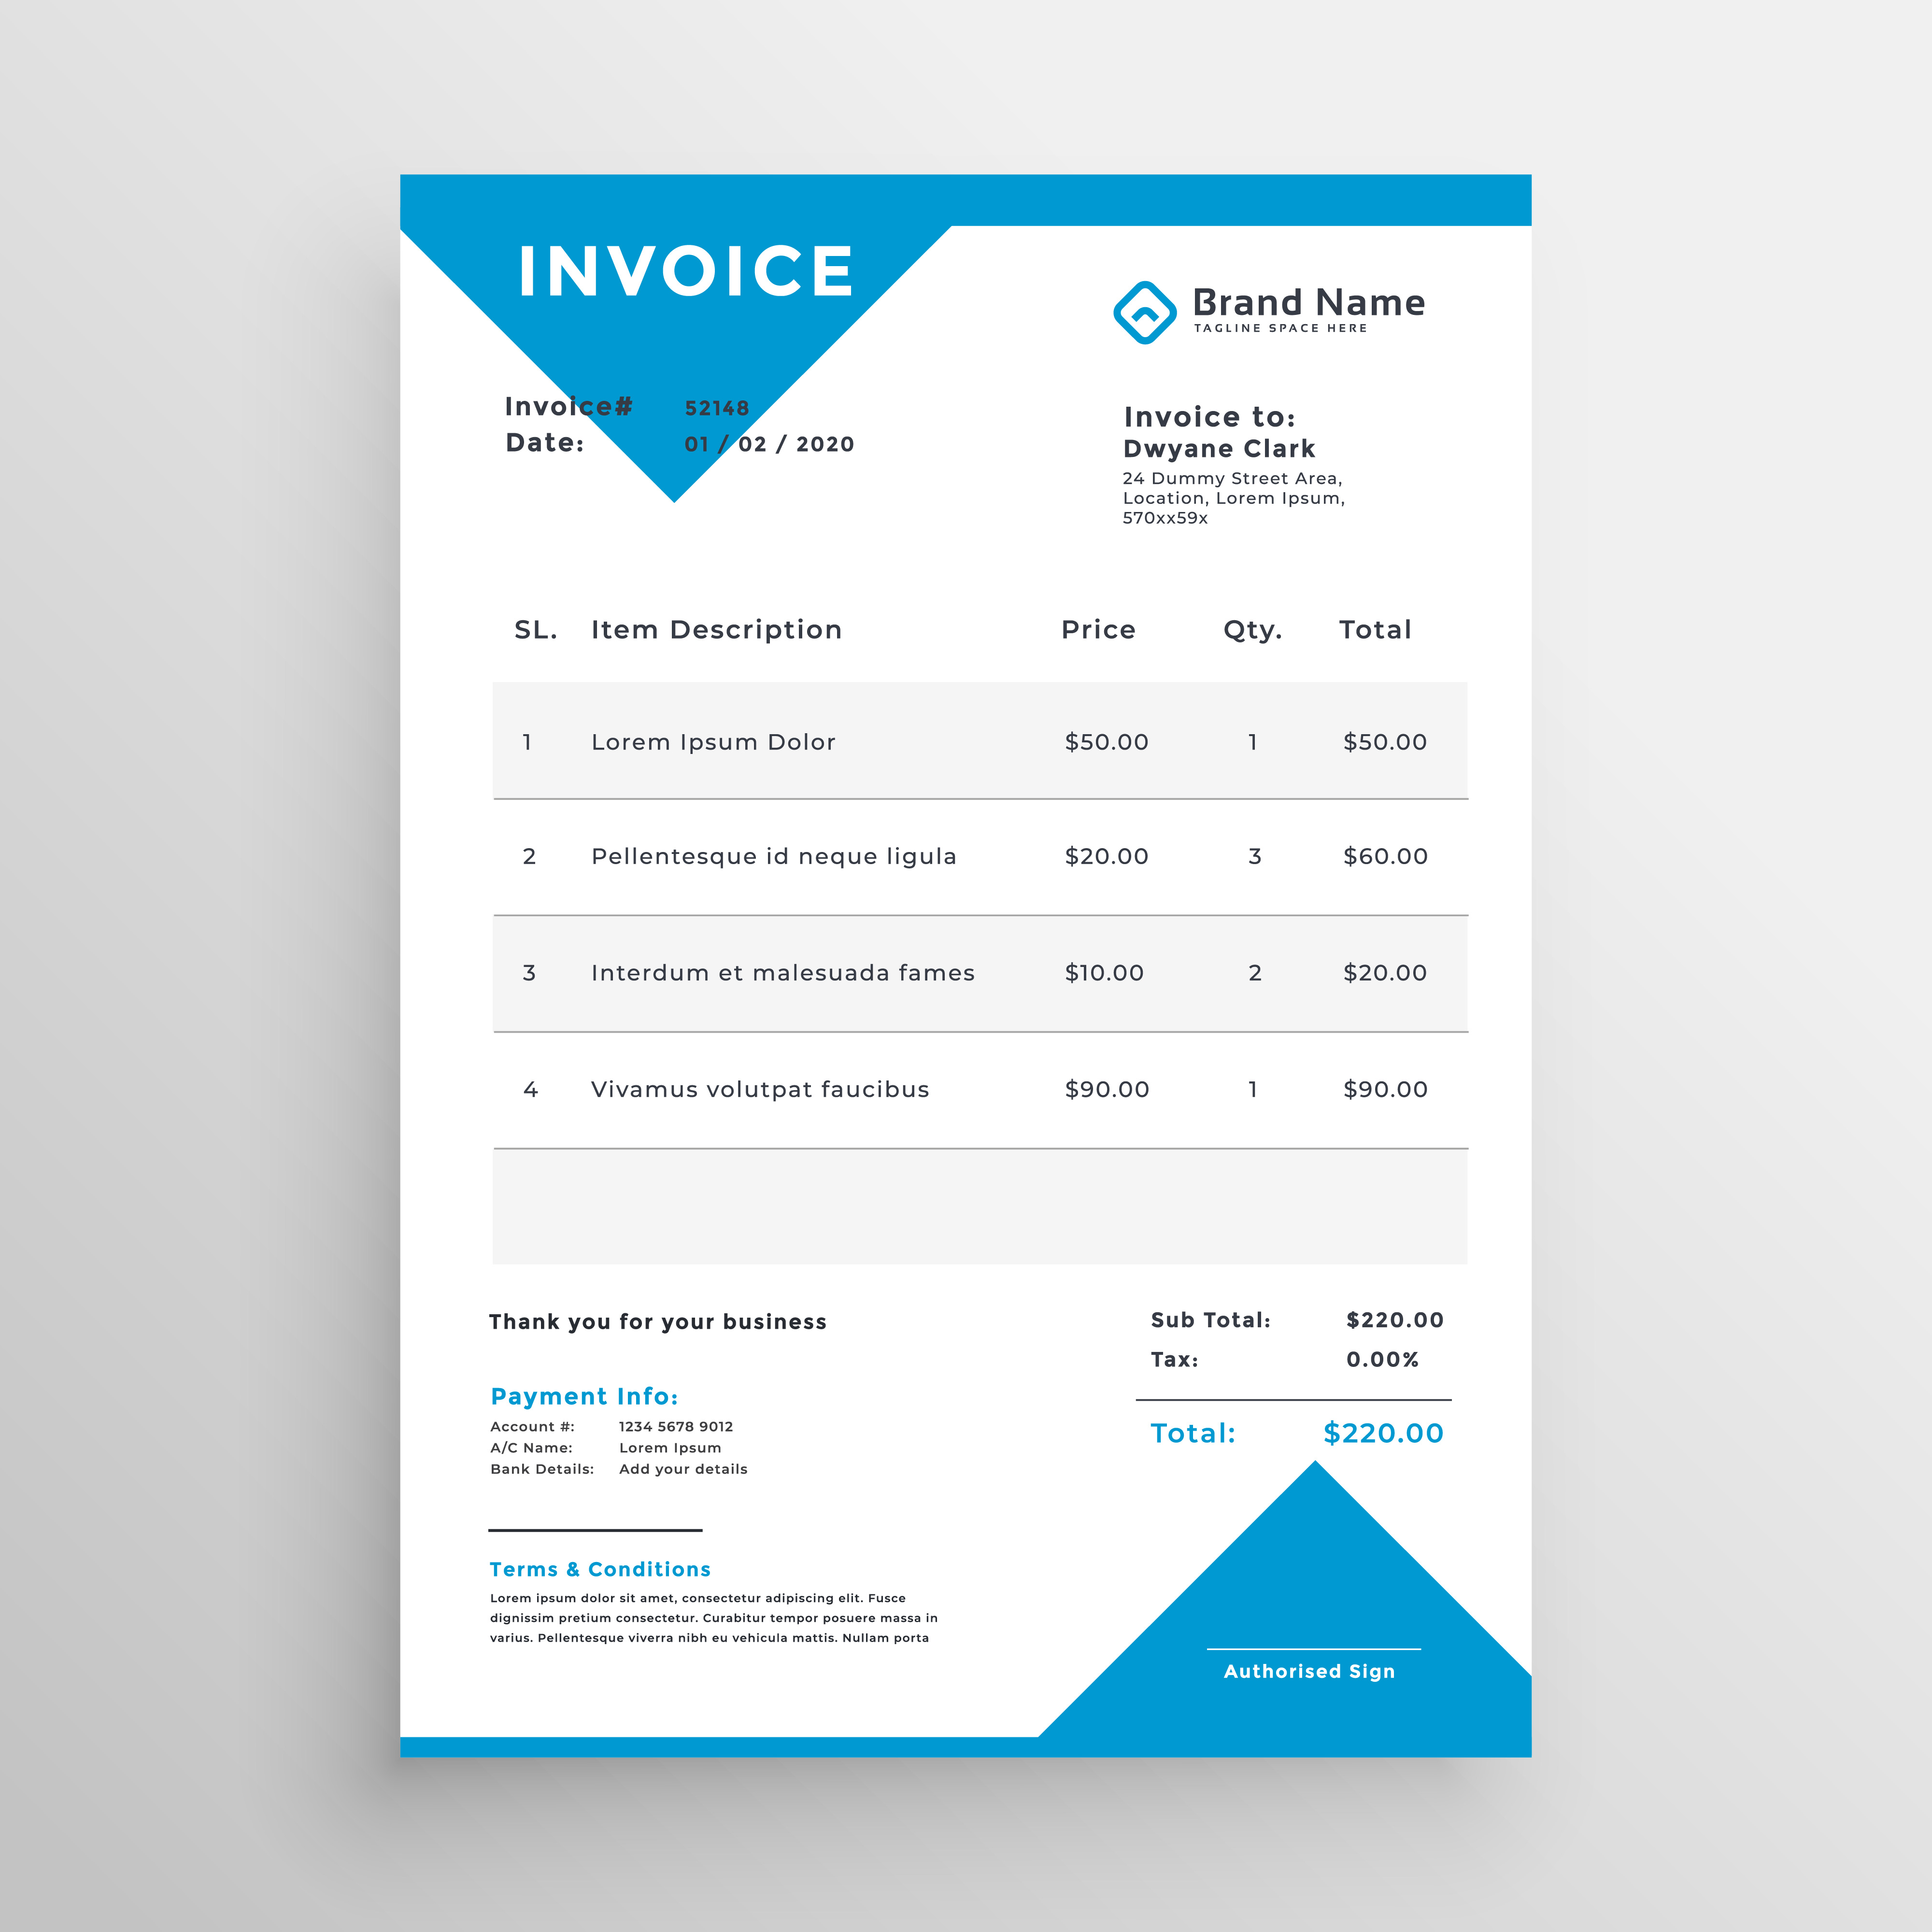 INVOICE
Brand Name
TAGLINE SPACE HERE
Invoice# 52148
Date: 01 / 02 / 2020
Invoice to:
Dwyane Clark
24 Dummy Street Area,
Location, Lorem Ipsum,
570xx59x
SL. Item Description Price Qty. Total
1 Lorem Ipsum Dolor $50.00 1 $50.00
2 Pellentesque id neque ligula $20.00 3 $60.00
3 Interdum et malesuada fames $10.00 2 $20.00
4 Vivamus volutpat faucibus $90.00 1 $90.00
Thank you for your business
Sub Total: $220.00
Tax: 0.00%
Total: $220.00
Payment Info:
Account #: 1234 5678 9012
A/C Name: Lorem Ipsum
Bank Details: Add your details
Terms & Conditions
Lorem ipsum dolor sit amet, consectetur adipiscing elit. Fusce
dignissim pretium consectetur. Curabitur tempor posuere massa in
varius. Pellentesque viverra nibh eu vehicula mattis. Nullam porta
Authorised Sign